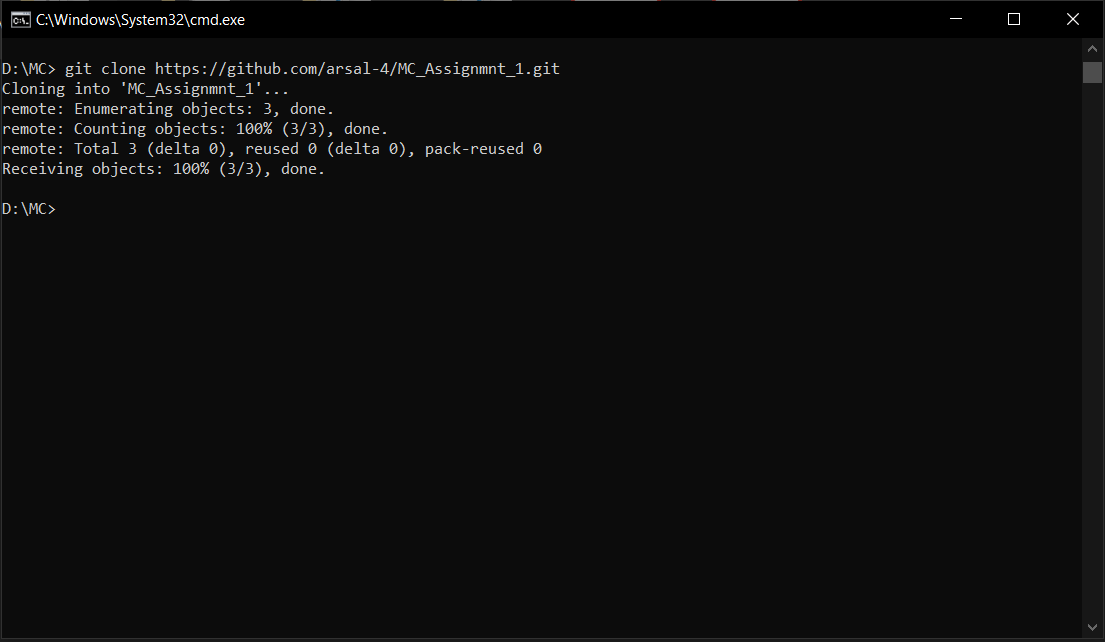 C:\Windows\System32\cmd.exe
D:\MC> git clone https://github.com/arsal-4/MC_Assignmnt_1.git
Cloning into 'MC_Assignmnt_1'...
remote: Enumerating objects: 3, done.
remote: Counting objects: 100% (3/3), done.
remote: Total 3 (delta 0), reused 0 (delta 0), pack-reused 0
Receiving objects: 100% (3/3), done.
D:\MC>